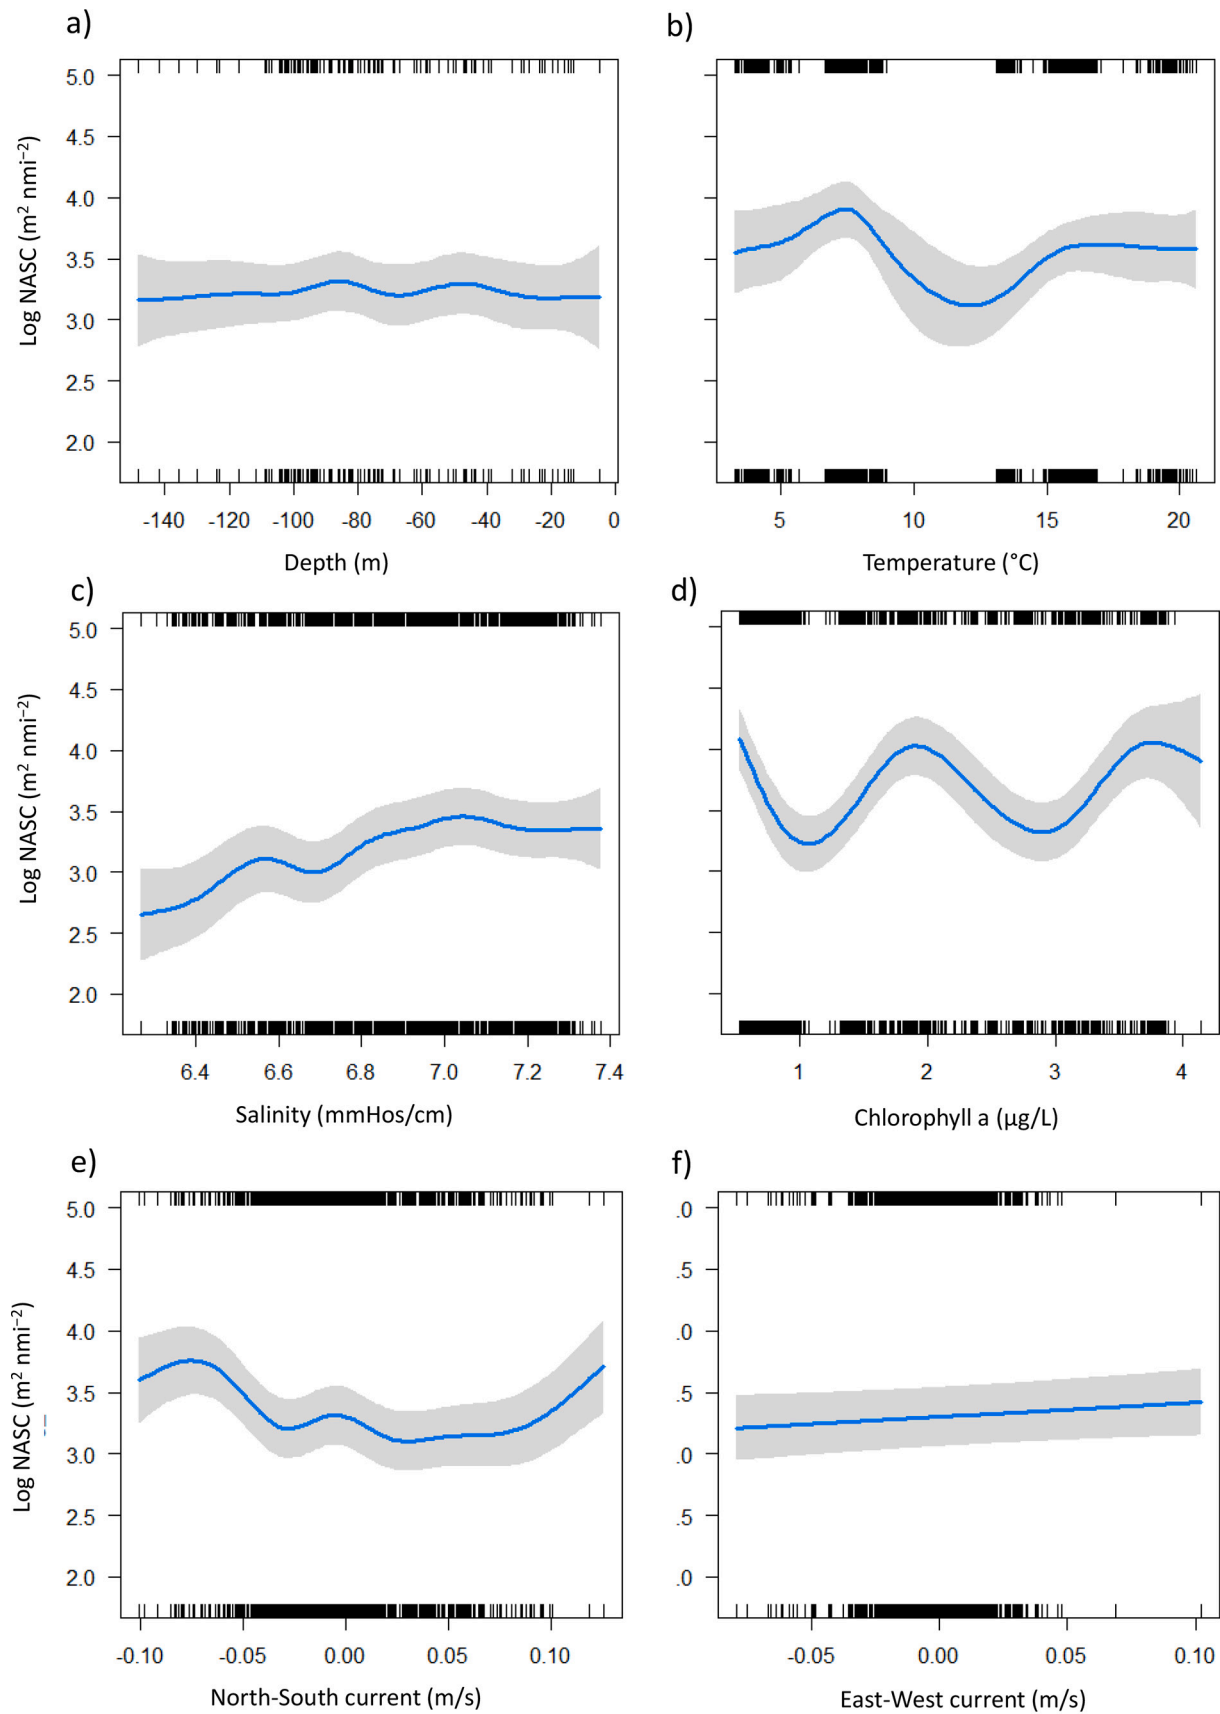 a)
b)
5.0
4.5
4.0
3.5
3.0
2.5
2.0
Log NASC (m² nmi⁻²)
-140 -120 -100 -80 -60 -40 -20 0
5 10 15 20
Depth (m)
Temperature (°C)
c)
d)
5.0
4.5
4.0
3.5
3.0
2.5
2.0
Log NASC (m² nmi⁻²)
6.4 6.6 6.8 7.0 7.2 7.4
1 2 3 4
Salinity (mmHos/cm)
Chlorophyll a (µg/L)
e)
f)
5.0
4.5
4.0
3.5
3.0
2.5
2.0
Log NASC (m² nmi⁻²)
.0
.5
.0
.5
.0
.5
.0
-0.10 -0.05 0.00 0.05 0.10
-0.05 0.00 0.05 0.10
North-South current (m/s)
East-West current (m/s)